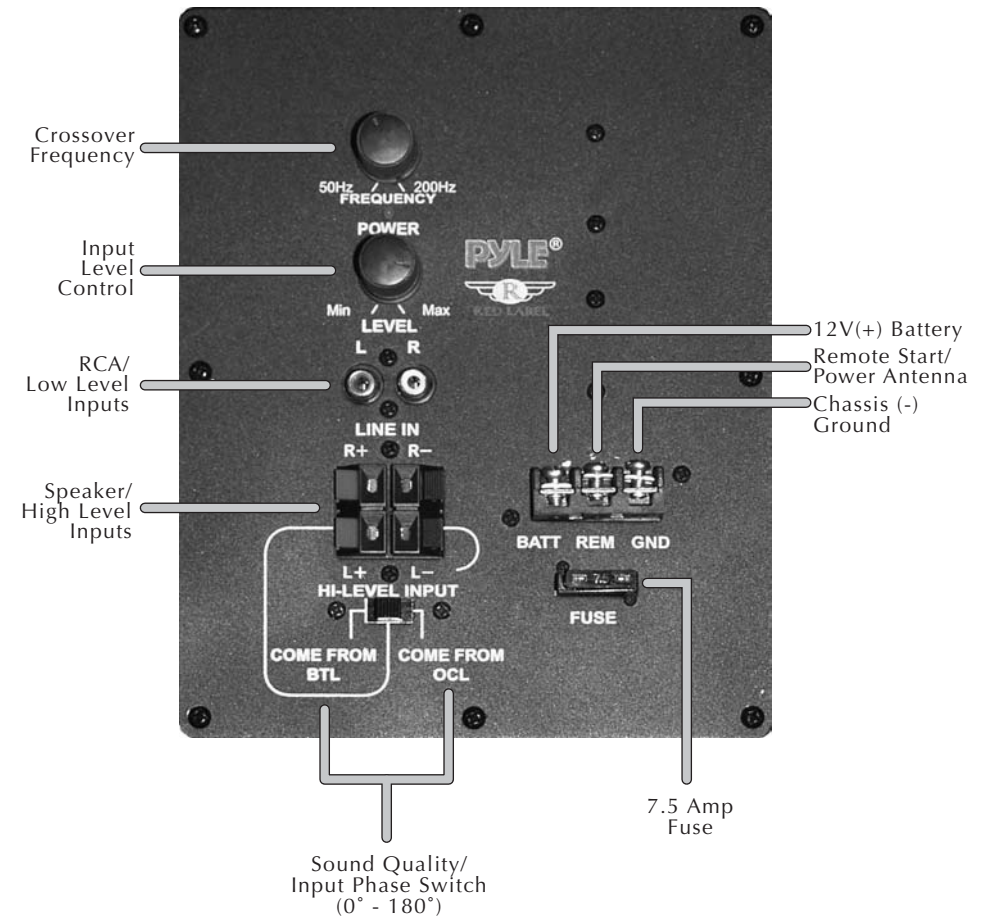 Crossover
Frequency
50Hz 200Hz
FREQUENCY
POWER
Input
Level
Control
PYLE®
R
RED LABEL
Min Max
LEVEL
L R
12V(+) Battery
Remote Start/
Power Antenna
Chassis (-)
Ground
RCA/
Low Level
Inputs
LINE IN
R+ R−
Speaker/
High Level
Inputs
BATT REM GND
L+ L−
HI-LEVEL INPUT
7.5
FUSE
COME FROM
BTL
COME FROM
OCL
7.5 Amp
Fuse
Sound Quality/
Input Phase Switch
(0˚ - 180˚)